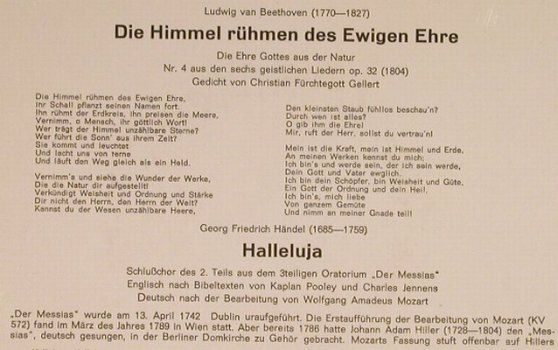 Ludwig van Beethoven (1770—1827)
Die Himmel rühmen des Ewigen Ehre
Die Ehre Gottes aus der Natur
Nr. 4 aus den sechs geistlichen Liedern op. 32 (1804)
Gedicht von Christian Fürchtegott Gellert
Die Himmel rühmen des Ewigen Ehre,
Ihr Schall pflanzt seinen Namen fort.
Ihn rühmt der Erdkreis, Ihn preisen die Meere,
Vernimm, o Mensch, ihr göttlich Wort!
Wer trägt der Himmel unzählbare Sterne?
Wer führt die Sonn' aus ihrem Zelt?
Sie kommt und leuchtet
Und lacht uns von ferne
Und läuft den Weg gleich als ein Held.
Vernimm's und siehe die Wunder der Werke,
Die die Natur dir aufgestellt!
Verkündigt Weisheit und Ordnung und Stärke
Dir nicht den Herrn, den Herrn der Welt?
Kannst du der Wesen unzählbare Heere,
Den kleinsten Staub fühllos beschau'n?
Durch wen ist alles?
O gib ihm die Ehre!
Mir, ruft der Herr, sollst du vertrau'n!
Mein ist die Kraft, mein ist Himmel und Erde,
An meinen Werken kennst du mich;
Ich bin's und werde sein, der ich sein werde,
Dein Gott und Vater ewglich.
Ich bin dein Schöpfer, bin Weisheit und Güte,
Ein Gott der Ordnung und dein Heil,
Ich bin's, mich liebe
Von ganzem Gemüte
Und nimm an meiner Gnade teil!
Georg Friedrich Händel (1685—1759)
Halleluja
Schlußchor des 2. Teils aus dem 3teiligen Oratorium „Der Messias"
Englisch nach Bibeltexten von Kaplan Pooley und Charles Jennens
Deutsch nach der Bearbeitung von Wolfgang Amadeus Mozart
„Der Messias" wurde am 13. April 1742 Dublin uraufgeführt. Die Erstaufführung der Bearbeitung von Mozart (KV
572) fand im März des Jahres 1789 in Wien statt. Aber bereits 1786 hatte Johann Adam Hiller (1728—1804) den „Mes-
sias", deutsch gesungen, in der Berliner Domkirche zu Gehör gebracht. Mozarts Fassung stuft offenbar auf Hillers